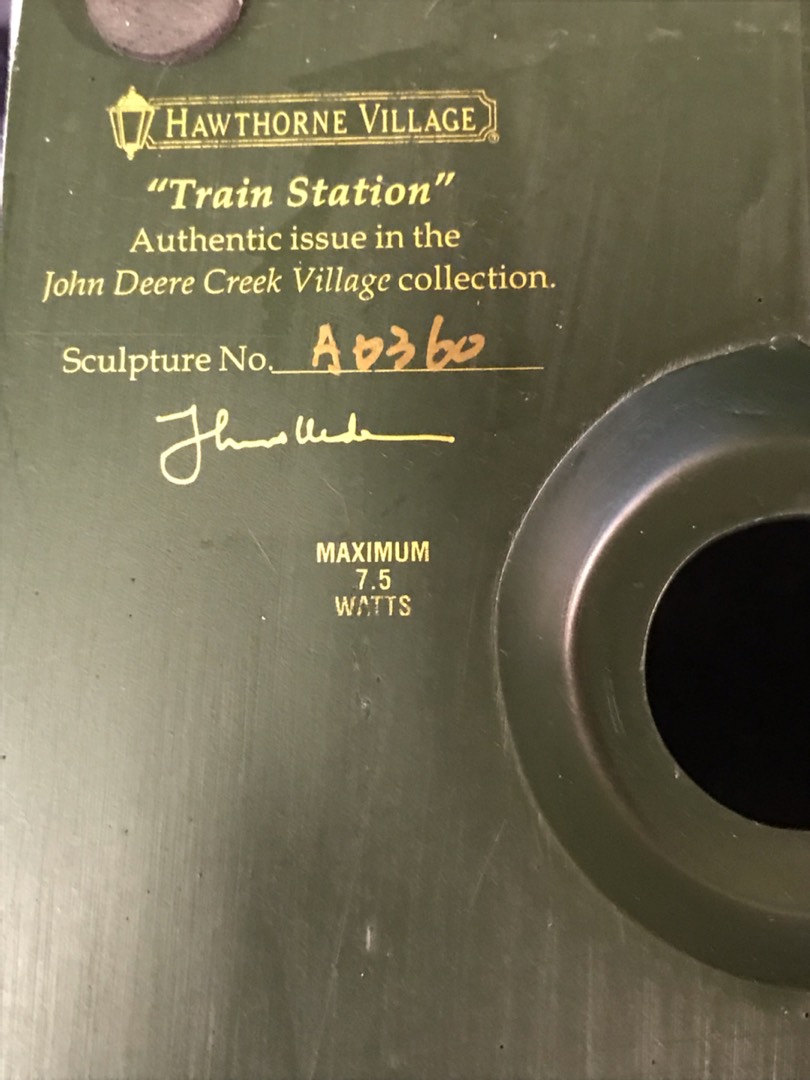 HAWTHORNE VILLAGE®
“Train Station”
Authentic issue in the
John Deere Creek Village collection.
Sculpture No. A0360
MAXIMUM
7.5
WATTS